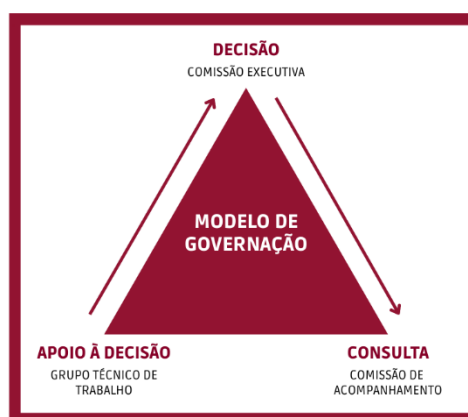 DECISÃO
COMISSÃO EXECUTIVA
MODELO DE
GOVERNAÇÃO
APOIO À DECISÃO
GRUPO TÉCNICO DE
TRABALHO
CONSULTA
COMISSÃO DE
ACOMPANHAMENTO